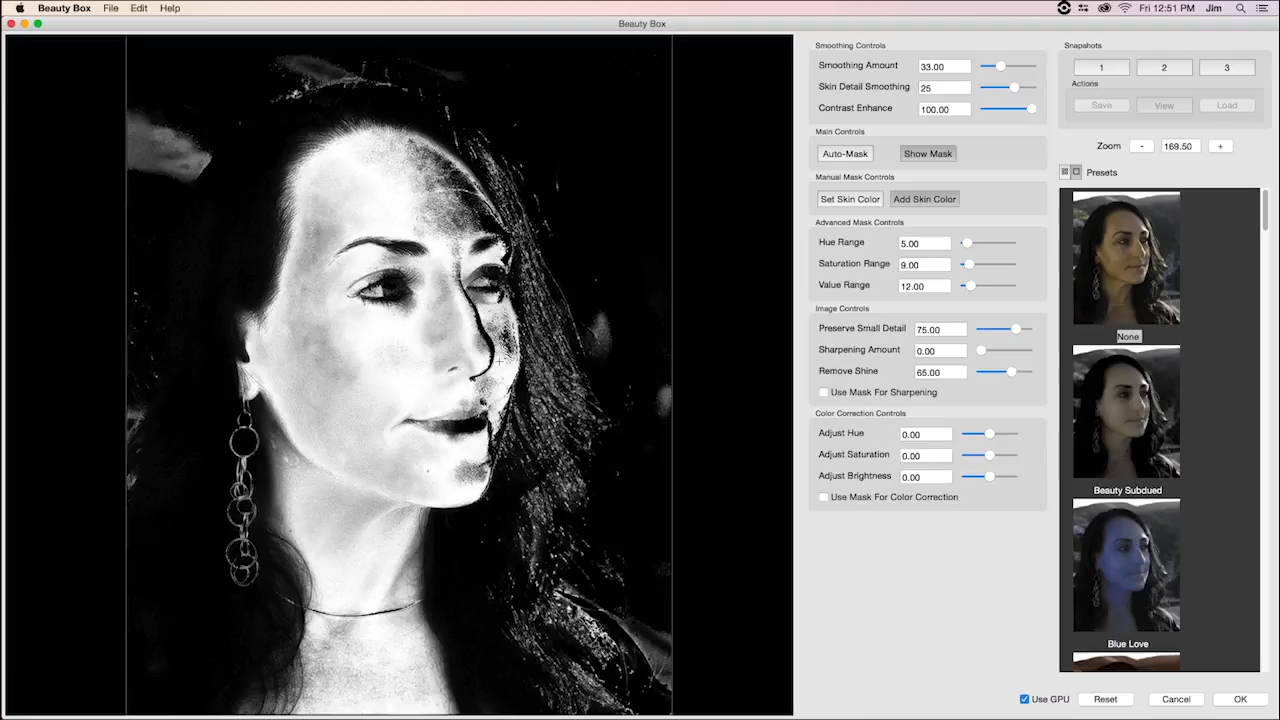 Beauty Box File Edit Help Fri 12:51 PM Jim
Beauty Box
Smoothing Controls
Smoothing Amount 33.00
Skin Detail Smoothing 25
Contrast Enhance 100.00
Main Controls
Auto-Mask Show Mask
Manual Mask Controls
Set Skin Color Add Skin Color
Advanced Mask Controls
Hue Range 5.00
Saturation Range 9.00
Value Range 12.00
Image Controls
Preserve Small Detail 75.00
Sharpening Amount 0.00
Remove Shine 65.00
Use Mask For Sharpening
Color Correction Controls
Adjust Hue 0.00
Adjust Saturation 0.00
Adjust Brightness 0.00
Use Mask For Color Correction
Snapshots
1 2 3
Actions
Save View Load
Zoom - 169.50 +
Presets
None
Beauty Subdued
Blue Love
Use GPU Reset Cancel OK